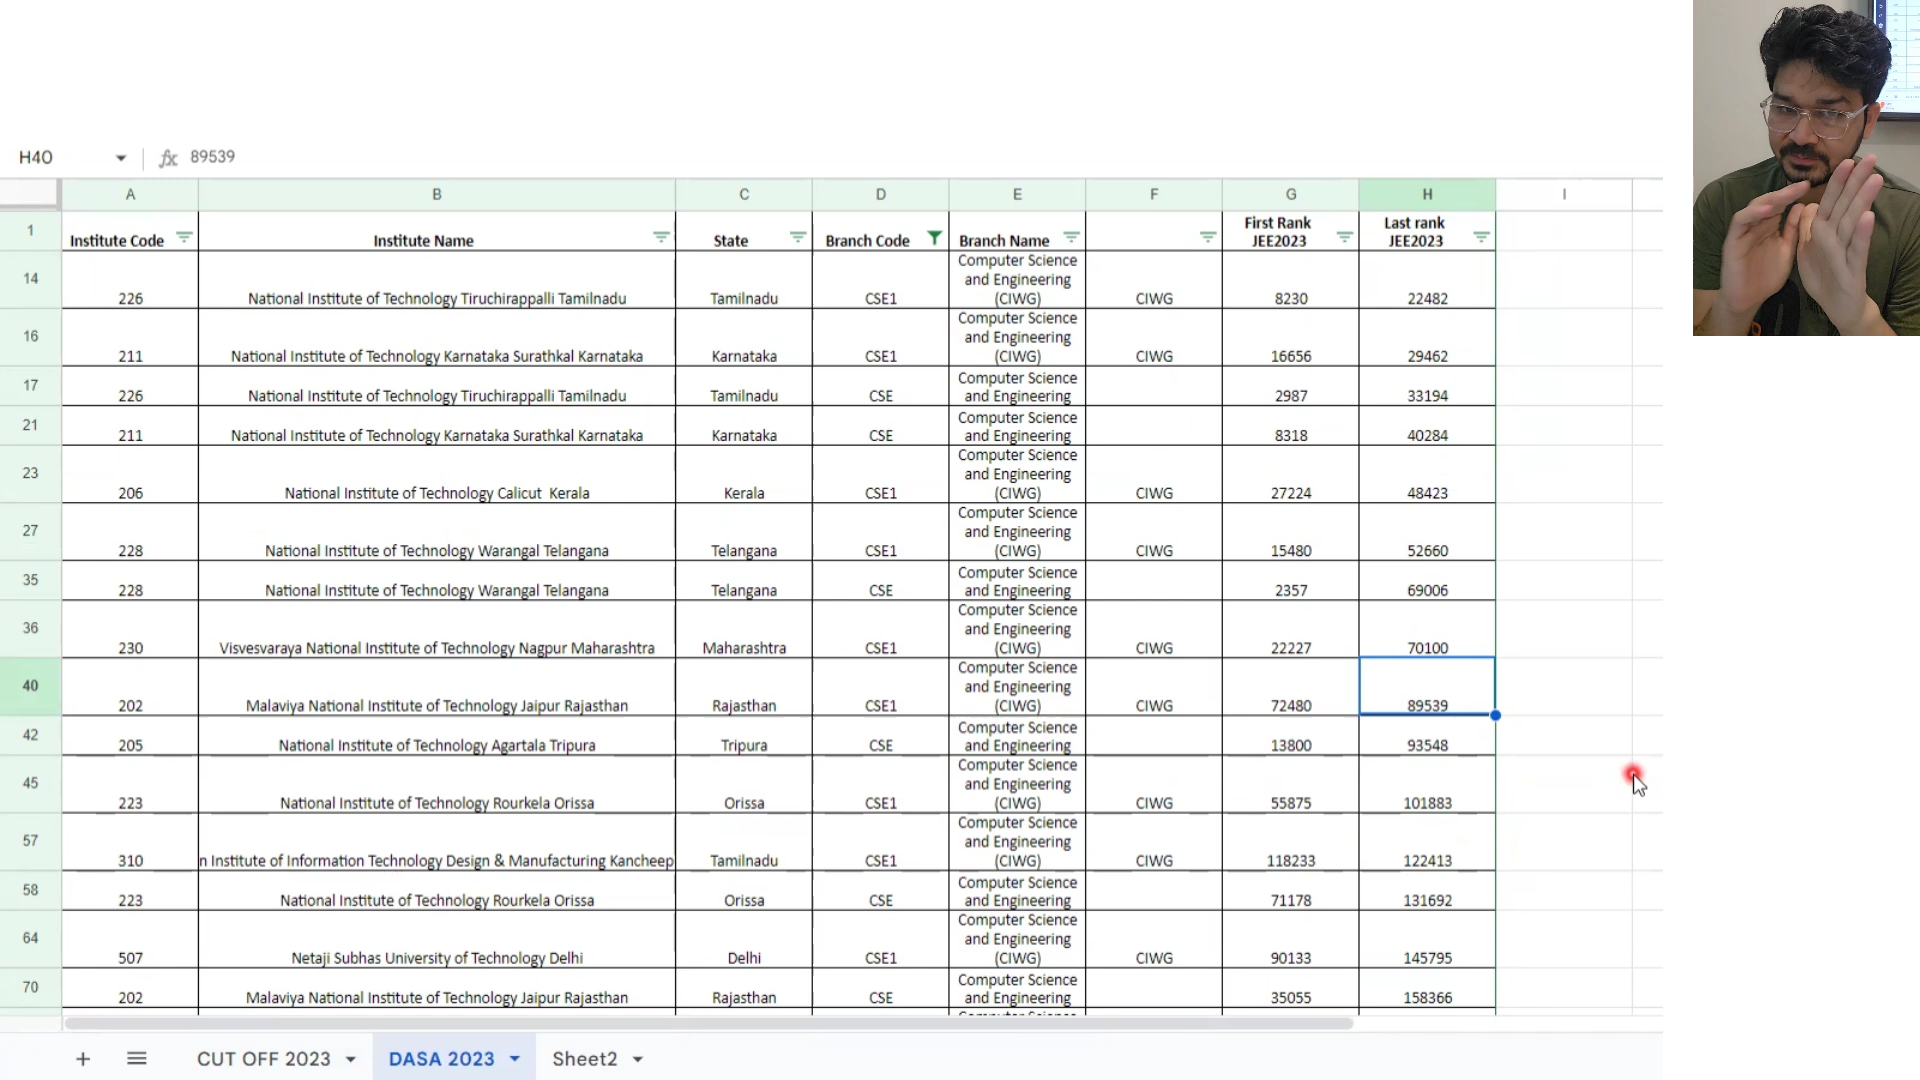 H40 fx 89539
A B C D E F G H I
1 Institute Code Institute Name State Branch Code Branch Name First Rank JEE2023 Last rank JEE2023
14 226 National Institute of Technology Tiruchirappalli Tamilnadu Tamilnadu CSE1 Computer Science and Engineering (CIWG) CIWG 8230 22482
16 211 National Institute of Technology Karnataka Surathkal Karnataka Karnataka CSE1 Computer Science and Engineering (CIWG) CIWG 16656 29462
17 226 National Institute of Technology Tiruchirappalli Tamilnadu Tamilnadu CSE Computer Science and Engineering 2987 33194
21 211 National Institute of Technology Karnataka Surathkal Karnataka Karnataka CSE Computer Science and Engineering 8318 40284
23 206 National Institute of Technology Calicut Kerala Kerala CSE1 Computer Science and Engineering (CIWG) CIWG 27224 48423
27 228 National Institute of Technology Warangal Telangana Telangana CSE1 Computer Science and Engineering (CIWG) CIWG 15480 52660
35 228 National Institute of Technology Warangal Telangana Telangana CSE Computer Science and Engineering 2357 69006
36 230 Visvesvaraya National Institute of Technology Nagpur Maharashtra Maharashtra CSE1 Computer Science and Engineering (CIWG) CIWG 22227 70100
40 202 Malaviya National Institute of Technology Jaipur Rajasthan Rajasthan CSE1 Computer Science and Engineering (CIWG) CIWG 72480 89539
42 205 National Institute of Technology Agartala Tripura Tripura CSE Computer Science and Engineering 13800 93548
45 223 National Institute of Technology Rourkela Orissa Orissa CSE1 Computer Science and Engineering (CIWG) CIWG 55875 101883
57 310 n Institute of Information Technology Design & Manufacturing Kancheep Tamilnadu CSE1 Computer Science and Engineering (CIWG) CIWG 118233 122413
58 223 National Institute of Technology Rourkela Orissa Orissa CSE Computer Science and Engineering 71178 131692
64 507 Netaji Subhas University of Technology Delhi Delhi CSE1 Computer Science and Engineering (CIWG) CIWG 90133 145795
70 202 Malaviya National Institute of Technology Jaipur Rajasthan Rajasthan CSE Computer Science and Engineering 35055 158366
+ CUT OFF 2023 DASA 2023 Sheet2